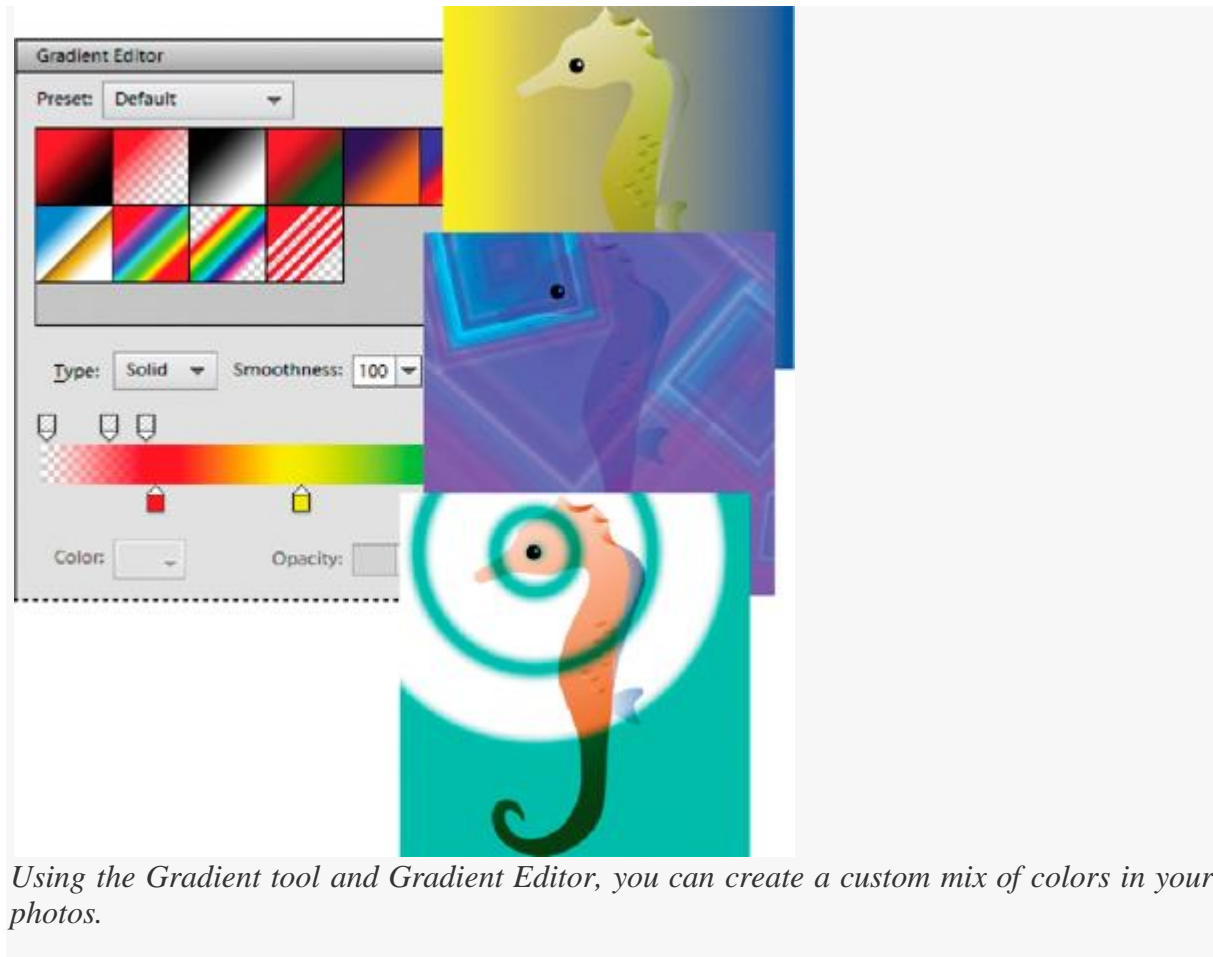 Gradient Editor
Preset: Default
Type: Solid Smoothness: 100
Color: Opacity:
Using the Gradient tool and Gradient Editor, you can create a custom mix of colors in your
photos.